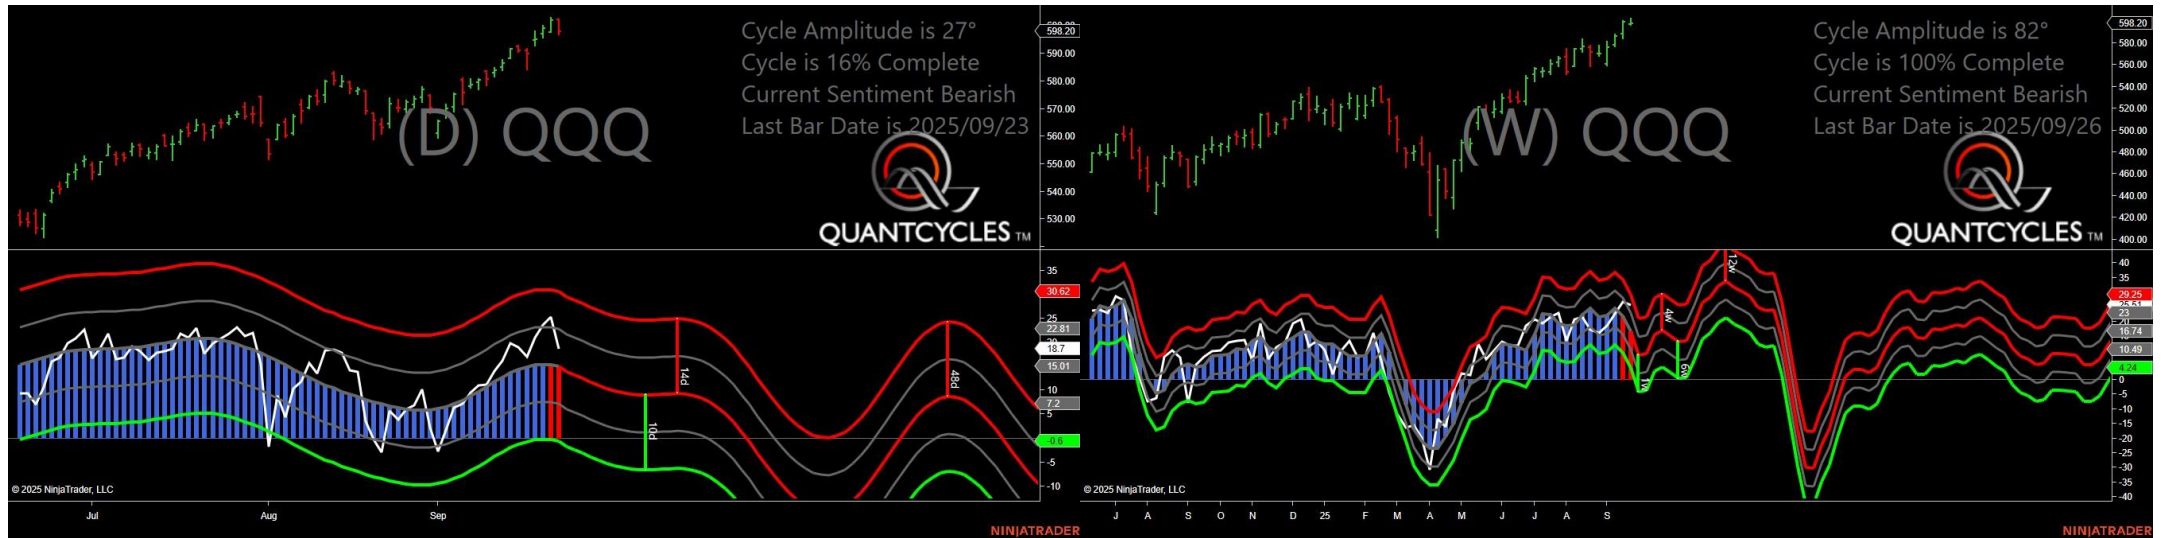 Cycle Amplitude is 27°
Cycle is 16% Complete
Current Sentiment Bearish
Last Bar Date is 2025/09/23
(D) QQQ
QUANTCYCLES TM
598.20
590.00
580.00
570.00
560.00
550.00
540.00
530.00
35
30.62
25
22.81
18.7
15.01
10
7.2
5
-0.6
-5
-10
14d
10d
48d
© 2025 NinjaTrader, LLC
Jul
Aug
Sep
NINJATRADER
Cycle Amplitude is 82°
Cycle is 100% Complete
Current Sentiment Bearish
Last Bar Date is 2025/09/26
(W) QQQ
QUANTCYCLES TM
598.20
580.00
560.00
540.00
520.00
500.00
480.00
460.00
440.00
420.00
400.00
12w
4w
1w
6w
40
35
29.25
25.51
23
16.74
10.49
4.24
0
-5
-10
-15
-20
-25
-30
-35
-40
© 2025 NinjaTrader, LLC
J A S O N D 25 F M A M J J A S
NINJATRADER